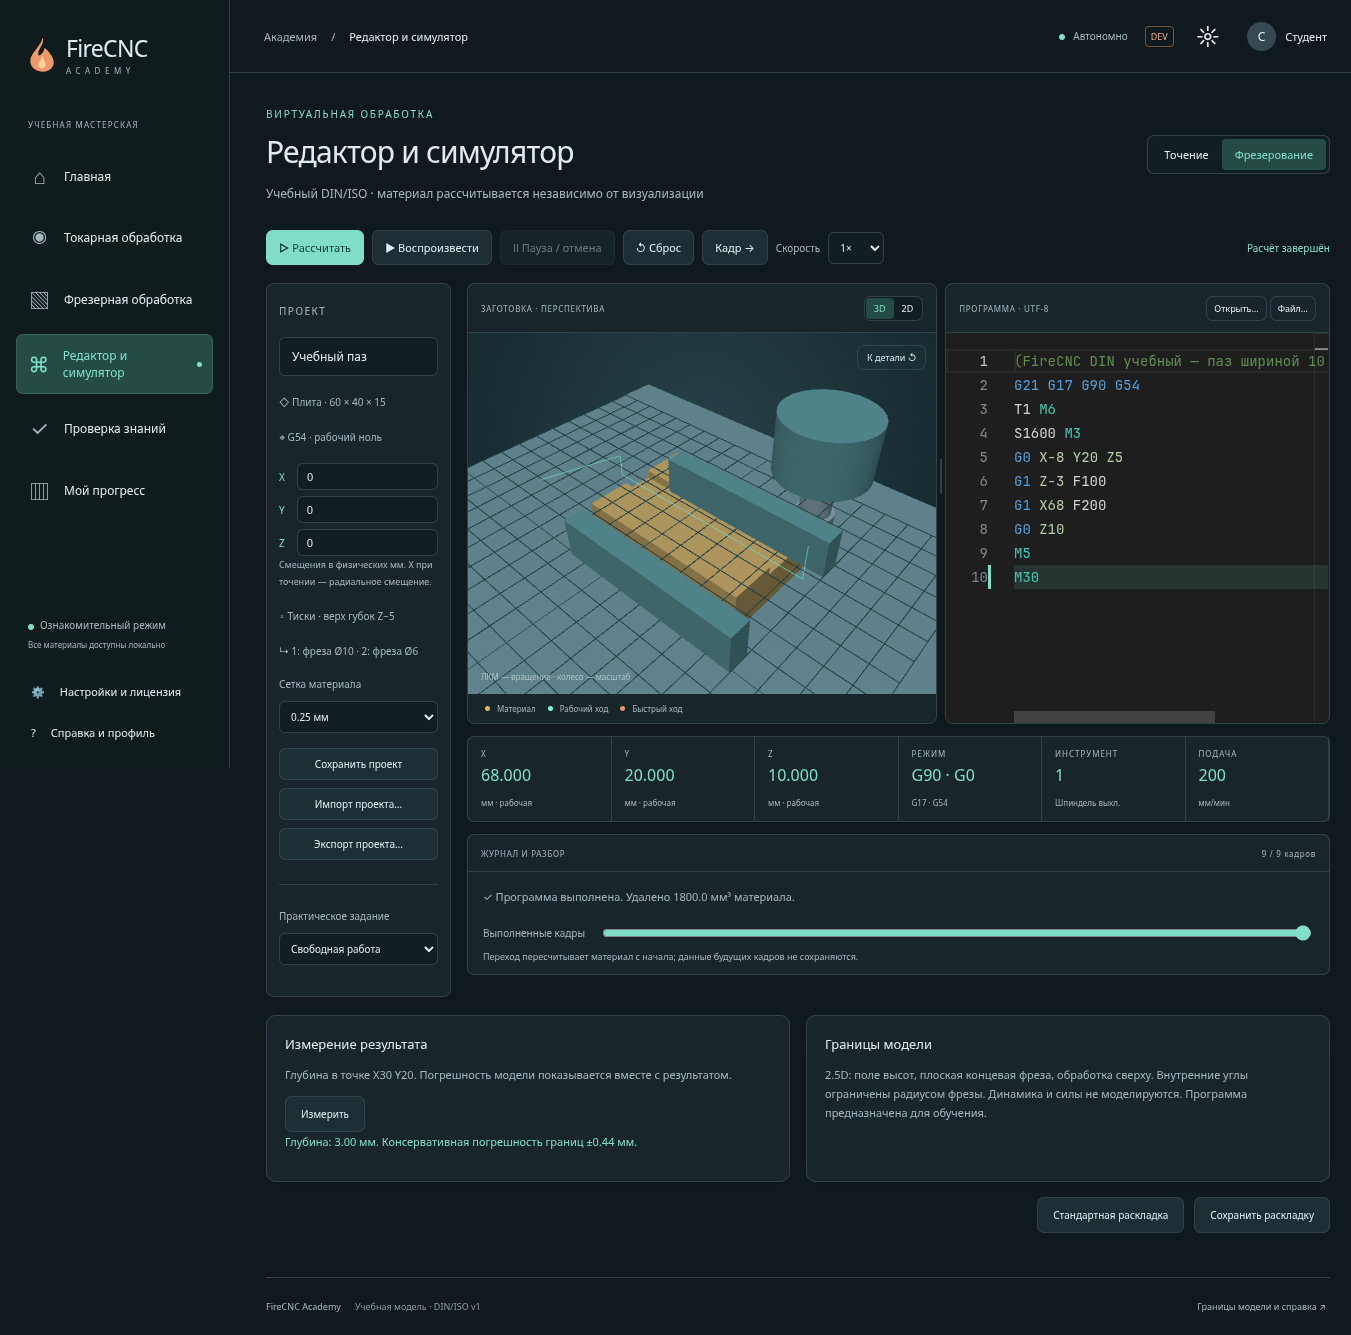 FireCNC
ACADEMY
УЧЕБНАЯ МАСТЕРСКАЯ
Главная
Токарная обработка
Фрезерная обработка
Редактор и
симулятор
Проверка знаний
Мой прогресс
Ознакомительный режим
Все материалы доступны локально
Настройки и лицензия
? Справка и профиль
Академия / Редактор и симулятор
Автономно DEV С Студент
ВИРТУАЛЬНАЯ ОБРАБОТКА
Редактор и симулятор
Учебный DIN/ISO · материал рассчитывается независимо от визуализации
Точение Фрезерование
▷ Рассчитать ▶ Воспроизвести II Пауза / отмена ↺ Сброс Кадр → Скорость 1× Расчёт завершён
ПРОЕКТ
Учебный паз
◇ Плита · 60 × 40 × 15
⌖ G54 · рабочий ноль
X 0
Y 0
Z 0
Смещения в физических мм. X при
точении — радиальное смещение.
▫ Тиски · верх губок Z−5
↳ 1: фреза Ø10 · 2: фреза Ø6
Сетка материала
0.25 мм
Сохранить проект
Импорт проекта...
Экспорт проекта...
Практическое задание
Свободная работа
ЗАГОТОВКА · ПЕРСПЕКТИВА 3D 2D
К детали ↺
ЛКМ — вращение · колесо — масштаб
Материал Рабочий ход Быстрый ход
ПРОГРАММА · UTF-8 Открыть... Файл...
1 (FireCNC DIN учебный — паз шириной 10
2 G21 G17 G90 G54
3 T1 M6
4 S1600 M3
5 G0 X-8 Y20 Z5
6 G1 Z-3 F100
7 G1 X68 F200
8 G0 Z10
9 M5
10 M30
X Y Z РЕЖИМ ИНСТРУМЕНТ ПОДАЧА
68.000 20.000 10.000 G90 · G0 1 200
мм · рабочая мм · рабочая мм · рабочая G17 · G54 Шпиндель выкл. мм/мин
ЖУРНАЛ И РАЗБОР 9 / 9 кадров
✓ Программа выполнена. Удалено 1800.0 мм³ материала.
Выполненные кадры
Переход пересчитывает материал с начала; данные будущих кадров не сохраняются.
Измерение результата
Глубина в точке X30 Y20. Погрешность модели показывается вместе с результатом.
Измерить
Глубина: 3.00 мм. Консервативная погрешность границ ±0.44 мм.
Границы модели
2.5D: поле высот, плоская концевая фреза, обработка сверху. Внутренние углы
ограничены радиусом фрезы. Динамика и силы не моделируются. Программа
предназначена для обучения.
Стандартная раскладка Сохранить раскладку
FireCNC Academy Учебная модель · DIN/ISO v1 Границы модели и справка ↗